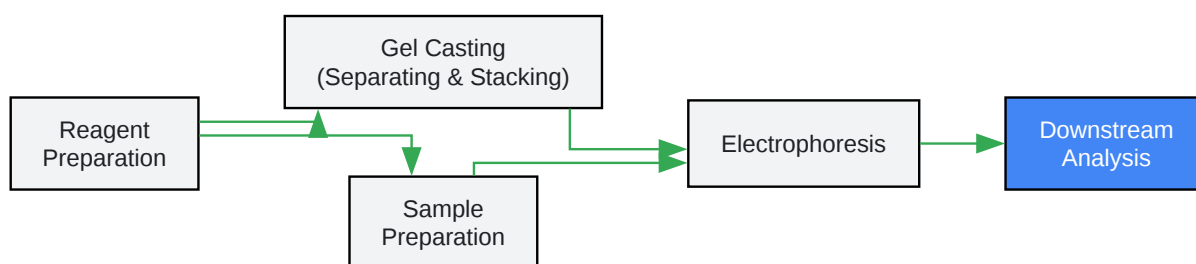 Reagent
Preparation
Gel Casting
(Separating & Stacking)
Sample
Preparation
Electrophoresis
Downstream
Analysis